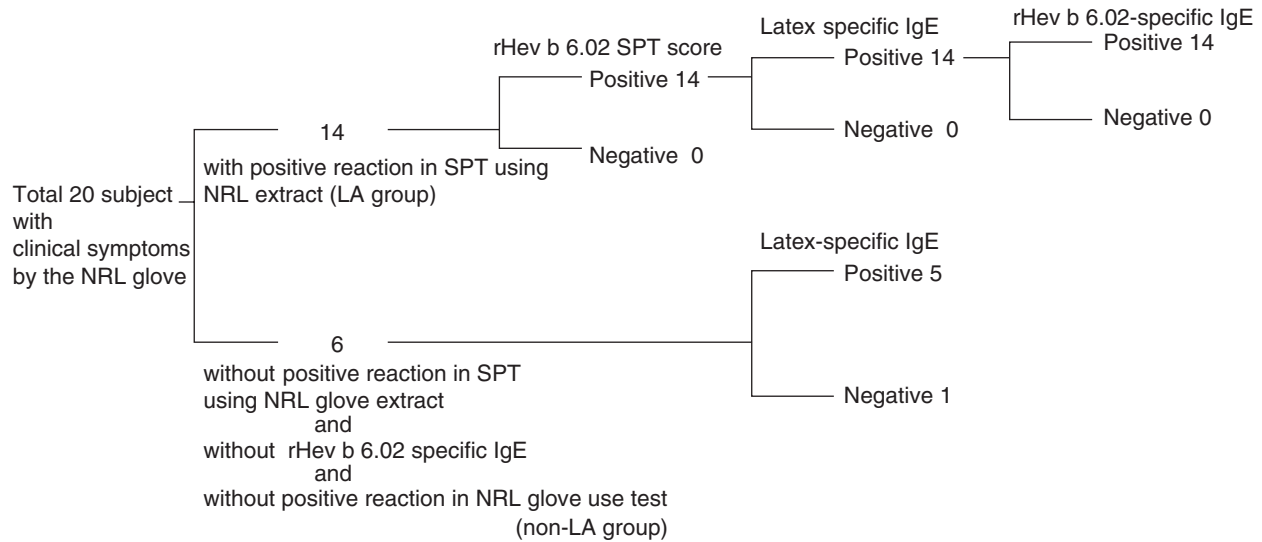 Total 20 subject
with
clinical symptoms
by the NRL glove
14
with positive reaction in SPT using
NRL extract (LA group)
rHev b 6.02 SPT score
Positive 14
Negative 0
Latex specific IgE
Positive 14
Negative 0
rHev b 6.02-specific IgE
Positive 14
Negative 0
6
without positive reaction in SPT
using NRL glove extract
and
without rHev b 6.02 specific IgE
and
without positive reaction in NRL glove use test
(non-LA group)
Latex-specific IgE
Positive 5
Negative 1